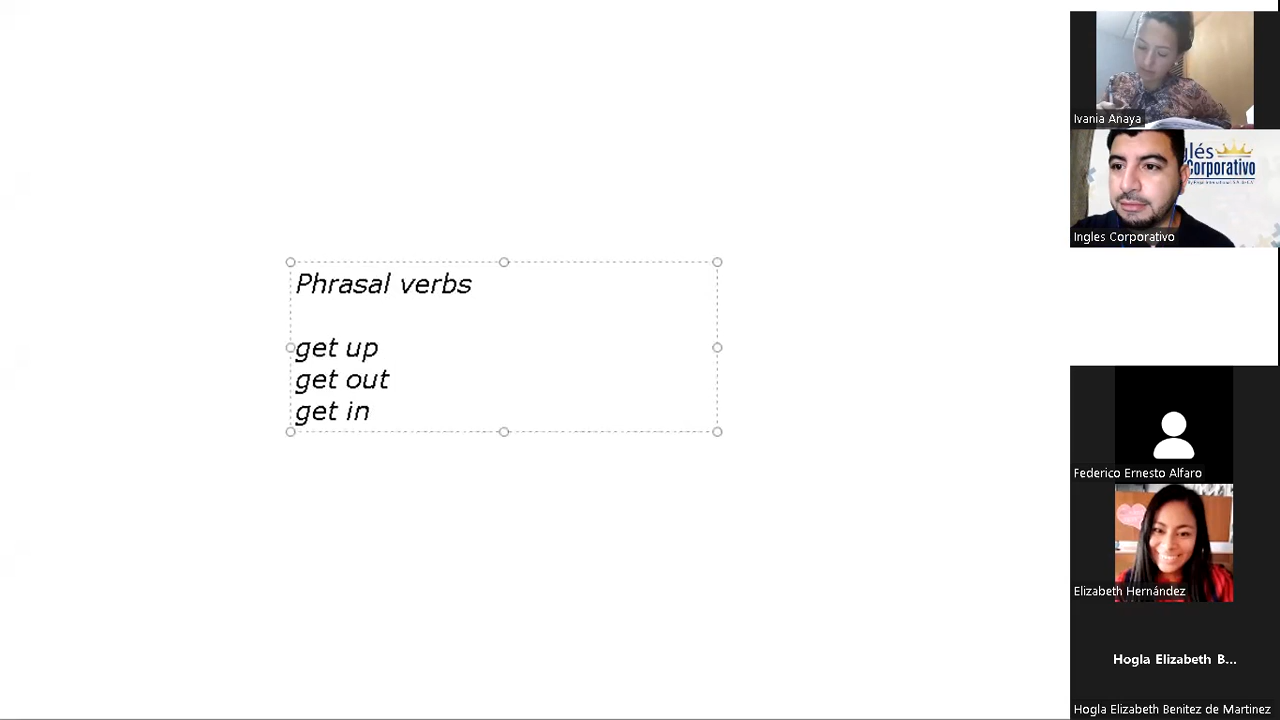 Phrasal verbs
get up
get out
get in
Ivania Anaya
glés
Corporativo
Ingles Corporativo
Federico Ernesto Alfaro
Elizabeth Hernández
Hogla Elizabeth B...
Hogla Elizabeth Benitez de Martinez